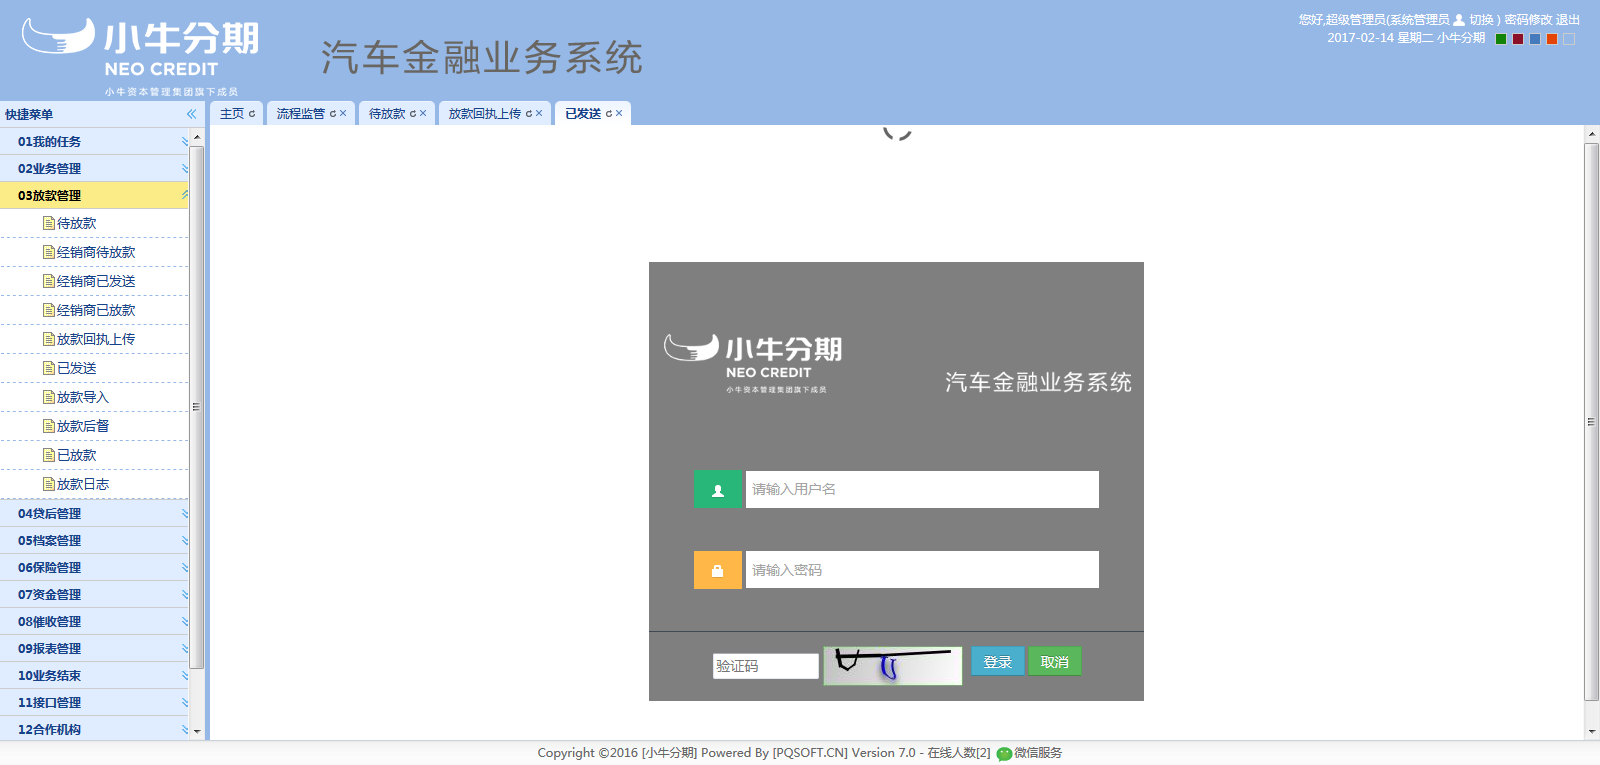 小牛分期
NEO CREDIT
小牛资本管理集团旗下成员
汽车金融业务系统
您好,超级管理员(系统管理员 切换 ) 密码修改 退出
2017-02-14 星期二 小牛分期
快捷菜单
主页 流程监管 待放款 放款回执上传 已发送
01我的任务
02业务管理
03放款管理
待放款
经销商待放款
经销商已发送
经销商已放款
放款回执上传
已发送
放款导入
放款后督
已放款
放款日志
04贷后管理
05档案管理
06保险管理
07资金管理
08催收管理
09报表管理
10业务结束
11接口管理
12合作机构
小牛分期
NEO CREDIT
小牛资本管理集团旗下成员
汽车金融业务系统
请输入用户名
请输入密码
验证码
登录 取消
Copyright ©2016 [小牛分期] Powered By [PQSOFT.CN] Version 7.0 - 在线人数[2] 微信服务